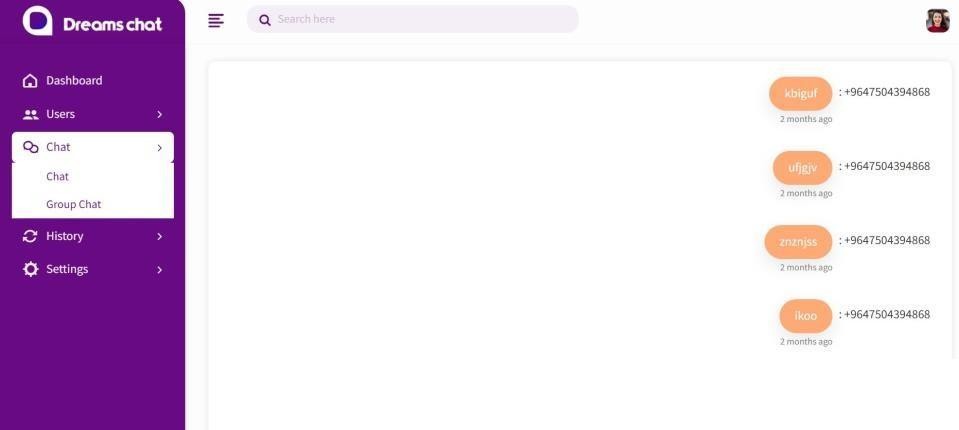 Dreams chat
Search here
Dashboard
Users
Chat
Chat
Group Chat
History
Settings
kbiguf : +9647504394868
2 months ago
ufjgjv : +9647504394868
2 months ago
znznjss : +9647504394868
2 months ago
ikoo : +9647504394868
2 months ago